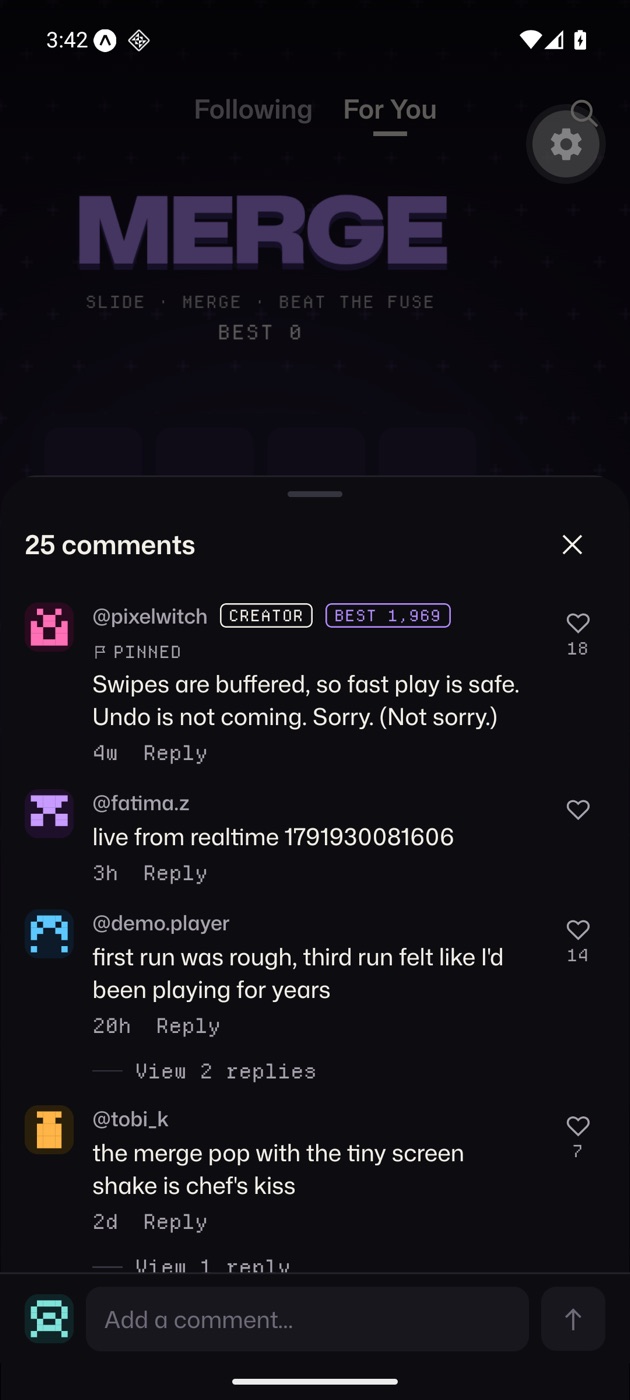 3:42
Following For You
MERGE
SLIDE · MERGE · BEAT THE FUSE
BEST 0
25 comments
@pixelwitch CREATOR BEST 1,969
PINNED
18
Swipes are buffered, so fast play is safe.
Undo is not coming. Sorry. (Not sorry.)
4w Reply
@fatima.z
live from realtime 1791930081606
3h Reply
@demo.player
first run was rough, third run felt like I'd
14
been playing for years
20h Reply
View 2 replies
@tobi_k
the merge pop with the tiny screen
7
shake is chef's kiss
2d Reply
View 1 reply
Add a comment...